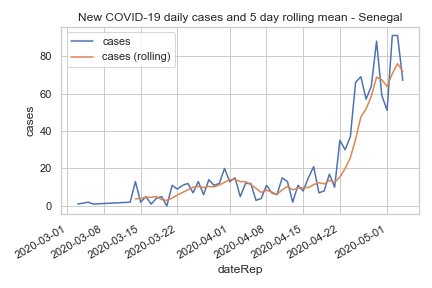 New COVID-19 daily cases and 5 day rolling mean - Senegal
cases
cases (rolling)
80
60
40
20
0
cases
2020-03-01
2020-03-08
2020-03-15
2020-03-22
2020-04-01
2020-04-08
2020-04-15
2020-04-22
2020-05-01
dateRep